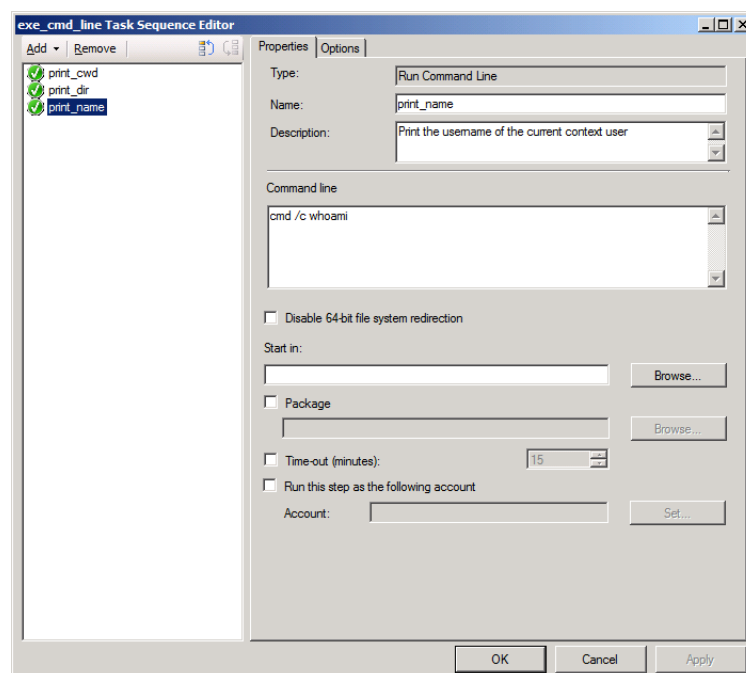 exe_cmd_line Task Sequence Editor
Add Remove
print_cwd
print_dir
print_name
Properties Options
Type: Run Command Line
Name: print_name
Description: Print the username of the current context user
Command line
cmd /c whoami
Disable 64-bit file system redirection
Start in:
Browse...
Package
Browse...
Time-out (minutes): 15
Run this step as the following account
Account: Set...
OK Cancel Apply